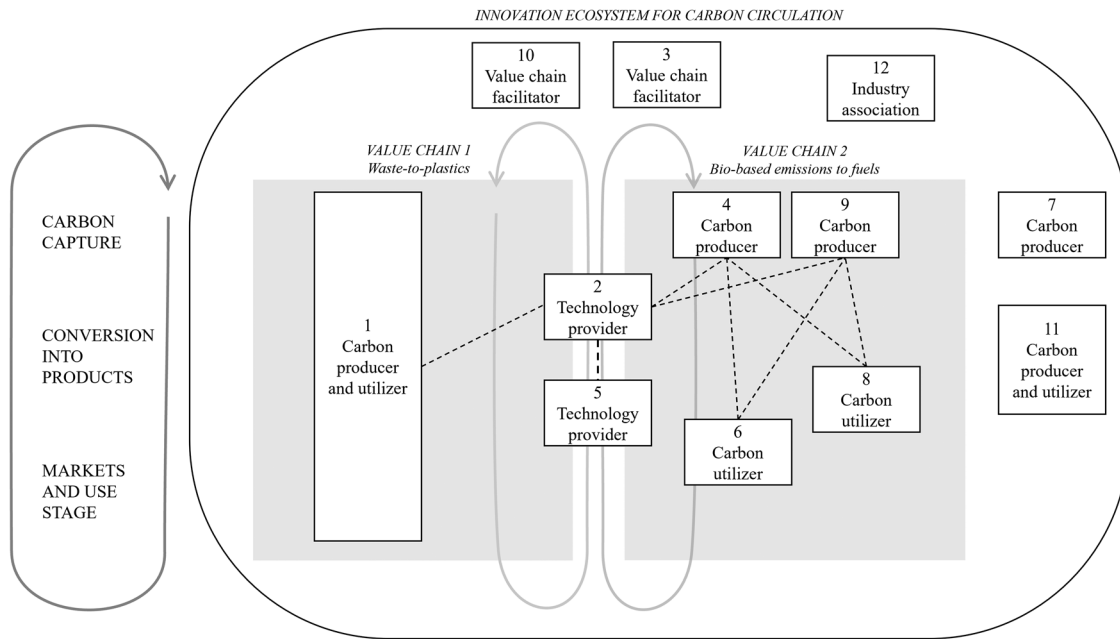 INNOVATION ECOSYSTEM FOR CARBON CIRCULATION
10
Value chain
facilitator
3
Value chain
facilitator
12
Industry
association
VALUE CHAIN 1
Waste-to-plastics
VALUE CHAIN 2
Bio-based emissions to fuels
CARBON
CAPTURE
CONVERSION
INTO
PRODUCTS
MARKETS
AND USE
STAGE
1
Carbon
producer
and utilizer
2
Technology
provider
5
Technology
provider
4
Carbon
producer
9
Carbon
producer
6
Carbon
utilizer
8
Carbon
utilizer
7
Carbon
producer
11
Carbon
producer
and utilizer